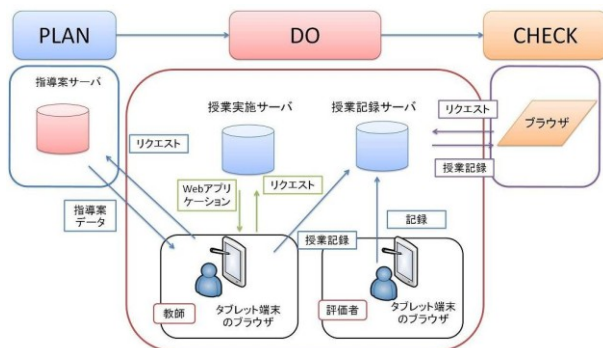 PLAN
DO
CHECK
指導案サーバ
授業実施サーバ
授業記録サーバ
リクエスト
ブラウザ
授業記録
リクエスト
Webアプリ
ケーション
リクエスト
指導案
データ
授業記録
記録
教師
タブレット端末
のブラウザ
評価者
タブレット端末
のブラウザ